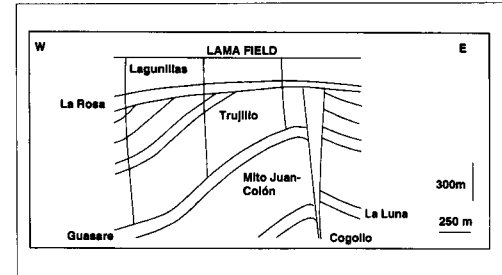 W
LAMA FIELD
E
Lagunillas
La Rosa
Trujillo
Mito Juan-
Colón
300m
La Luna
250 m
Guasare
Cogollo